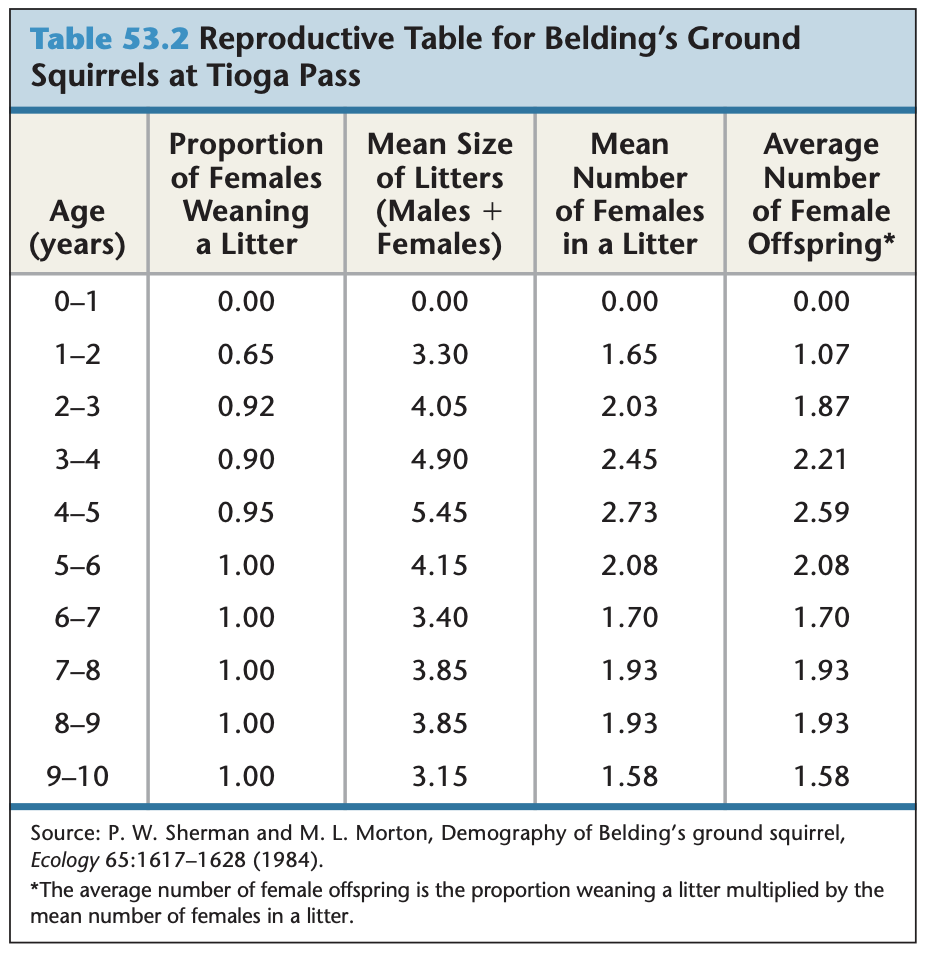 Table 53.2 Reproductive Table for Belding’s Ground
Squirrels at Tioga Pass
Age
(years)
Proportion
of Females
Weaning
a Litter
Mean Size
of Litters
(Males +
Females)
Mean
Number
of Females
in a Litter
Average
Number
of Female
Offspring*
0–1 0.00 0.00 0.00 0.00
1–2 0.65 3.30 1.65 1.07
2–3 0.92 4.05 2.03 1.87
3–4 0.90 4.90 2.45 2.21
4–5 0.95 5.45 2.73 2.59
5–6 1.00 4.15 2.08 2.08
6–7 1.00 3.40 1.70 1.70
7–8 1.00 3.85 1.93 1.93
8–9 1.00 3.85 1.93 1.93
9–10 1.00 3.15 1.58 1.58
Source: P. W. Sherman and M. L. Morton, Demography of Belding’s ground squirrel,
Ecology 65:1617–1628 (1984).
*The average number of female offspring is the proportion weaning a litter multiplied by the
mean number of females in a litter.